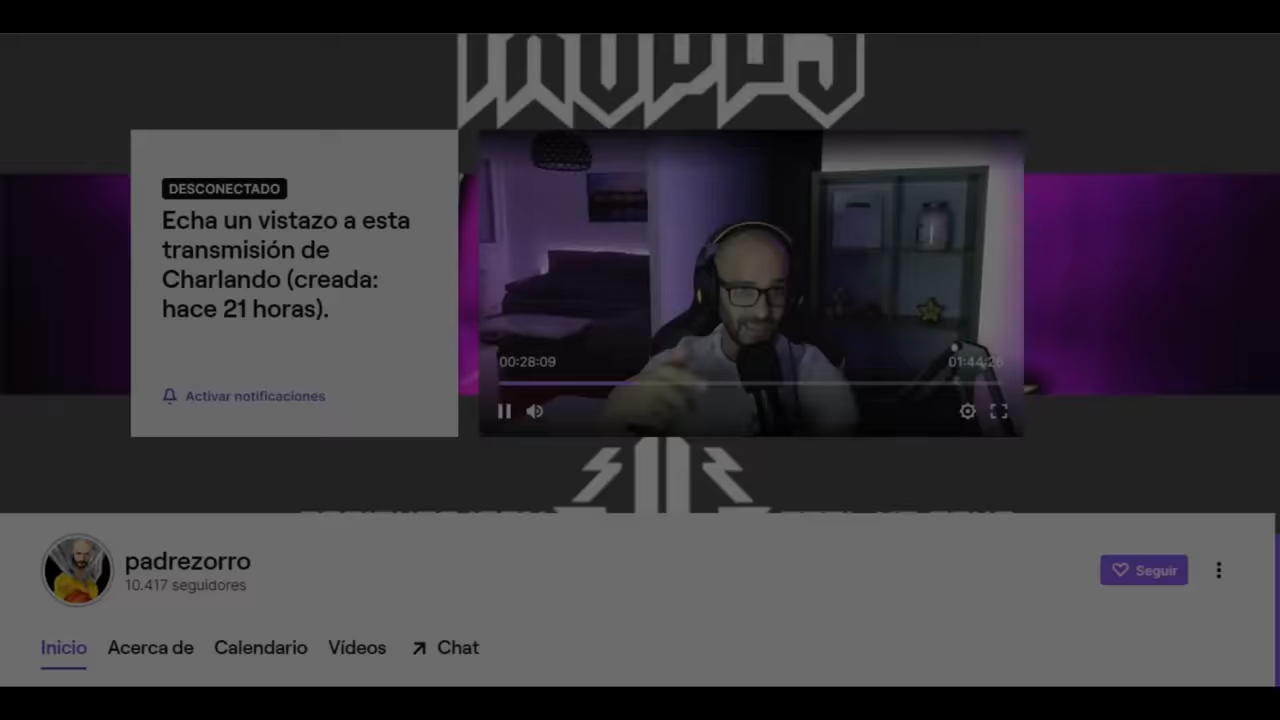 DESCONECTADO
Echa un vistazo a esta
transmisión de
Charlando (creada:
hace 21 horas).
Activar notificaciones
00:28:09
01:44:26
padrezorro
10.417 seguidores
Seguir
Inicio
Acerca de
Calendario
Vídeos
Chat